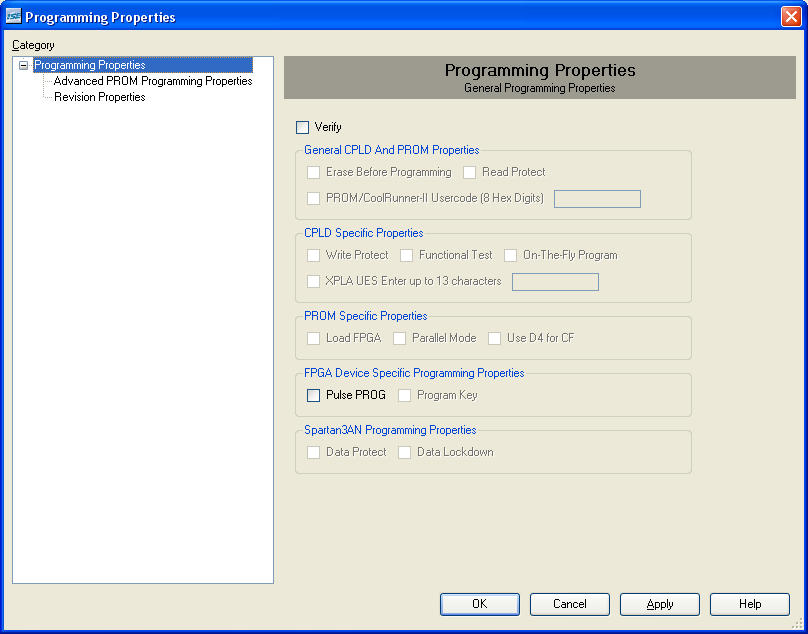 ISE Programming Properties
Category
Programming Properties
Advanced PROM Programming Properties
Revision Properties
Programming Properties
General Programming Properties
Verify
General CPLD And PROM Properties
Erase Before Programming Read Protect
PROM/CoolRunner-II Usercode (8 Hex Digits)
CPLD Specific Properties
Write Protect Functional Test On-The-Fly Program
XPLA UES Enter up to 13 characters
PROM Specific Properties
Load FPGA Parallel Mode Use D4 for CF
FPGA Device Specific Programming Properties
Pulse PROG Program Key
Spartan3AN Programming Properties
Data Protect Data Lockdown
OK Cancel Apply Help